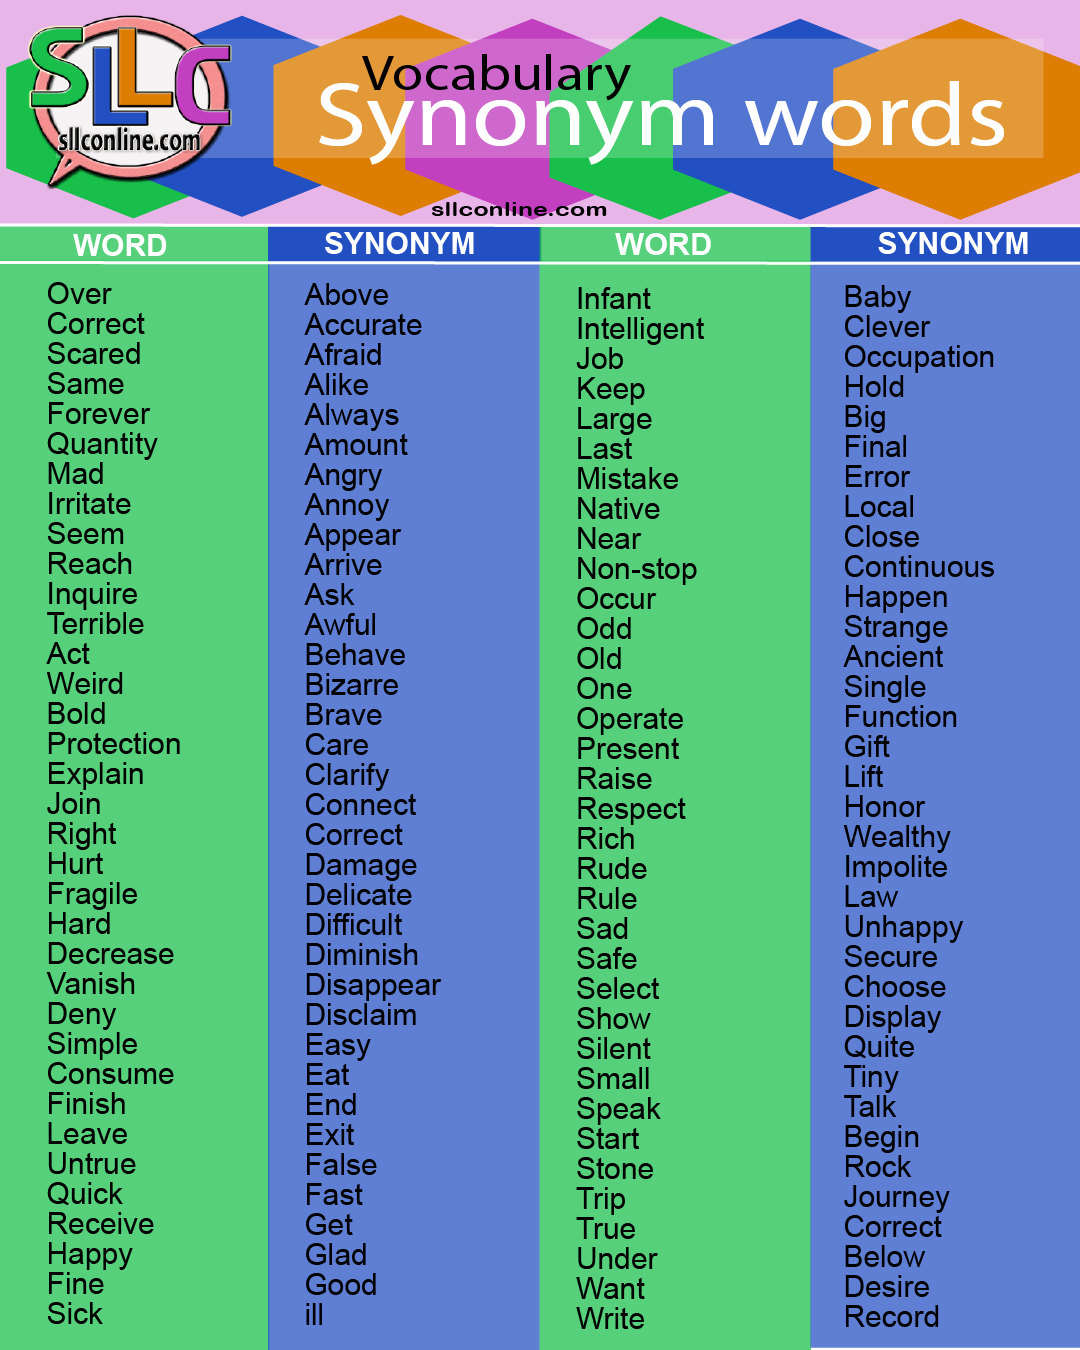 SLLC
sllconline.com
Vocabulary
Synonym words
sllconline.com
WORD SYNONYM WORD SYNONYM
Over Above Infant Baby
Correct Accurate Intelligent Clever
Scared Afraid Job Occupation
Same Alike Keep Hold
Forever Always Large Big
Quantity Amount Last Final
Mad Angry Mistake Error
Irritate Annoy Native Local
Seem Appear Near Close
Reach Arrive Non-stop Continuous
Inquire Ask Occur Happen
Terrible Awful Odd Strange
Act Behave Old Ancient
Weird Bizarre One Single
Bold Brave Operate Function
Protection Care Present Gift
Explain Clarify Raise Lift
Join Connect Respect Honor
Right Correct Rich Wealthy
Hurt Damage Rude Impolite
Fragile Delicate Rule Law
Hard Difficult Sad Unhappy
Decrease Diminish Safe Secure
Vanish Disappear Select Choose
Deny Disclaim Show Display
Simple Easy Silent Quite
Consume Eat Small Tiny
Finish End Speak Talk
Leave Exit Start Begin
Untrue False Stone Rock
Quick Fast Trip Journey
Receive Get True Correct
Happy Glad Under Below
Fine Good Want Desire
Sick ill Write Record